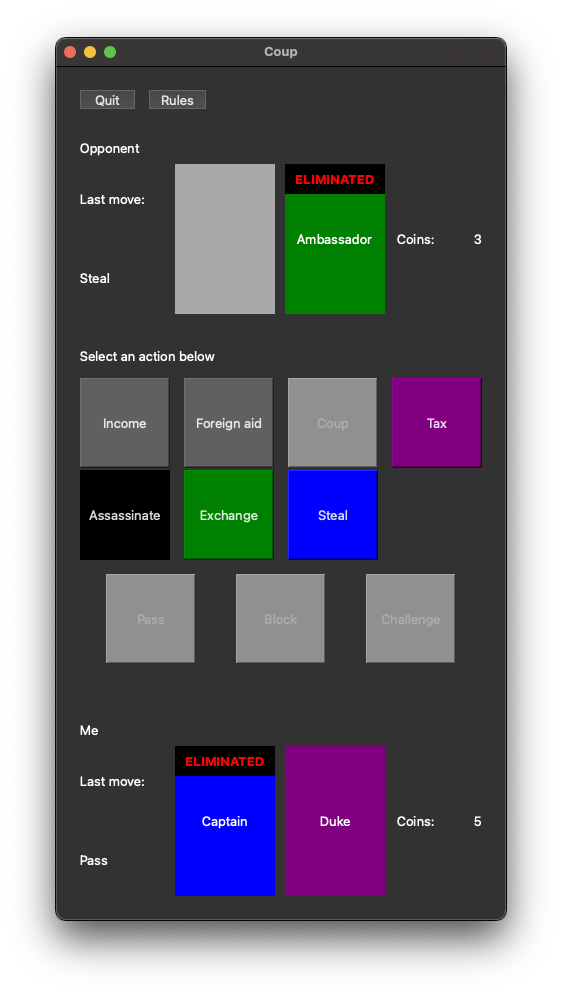 Coup
Quit Rules
Opponent
ELIMINATED
Last move:
Ambassador Coins: 3
Steal
Select an action below
Income Foreign aid Coup Tax
Assassinate Exchange Steal
Pass Block Challenge
Me
ELIMINATED
Last move:
Captain Duke Coins: 5
Pass